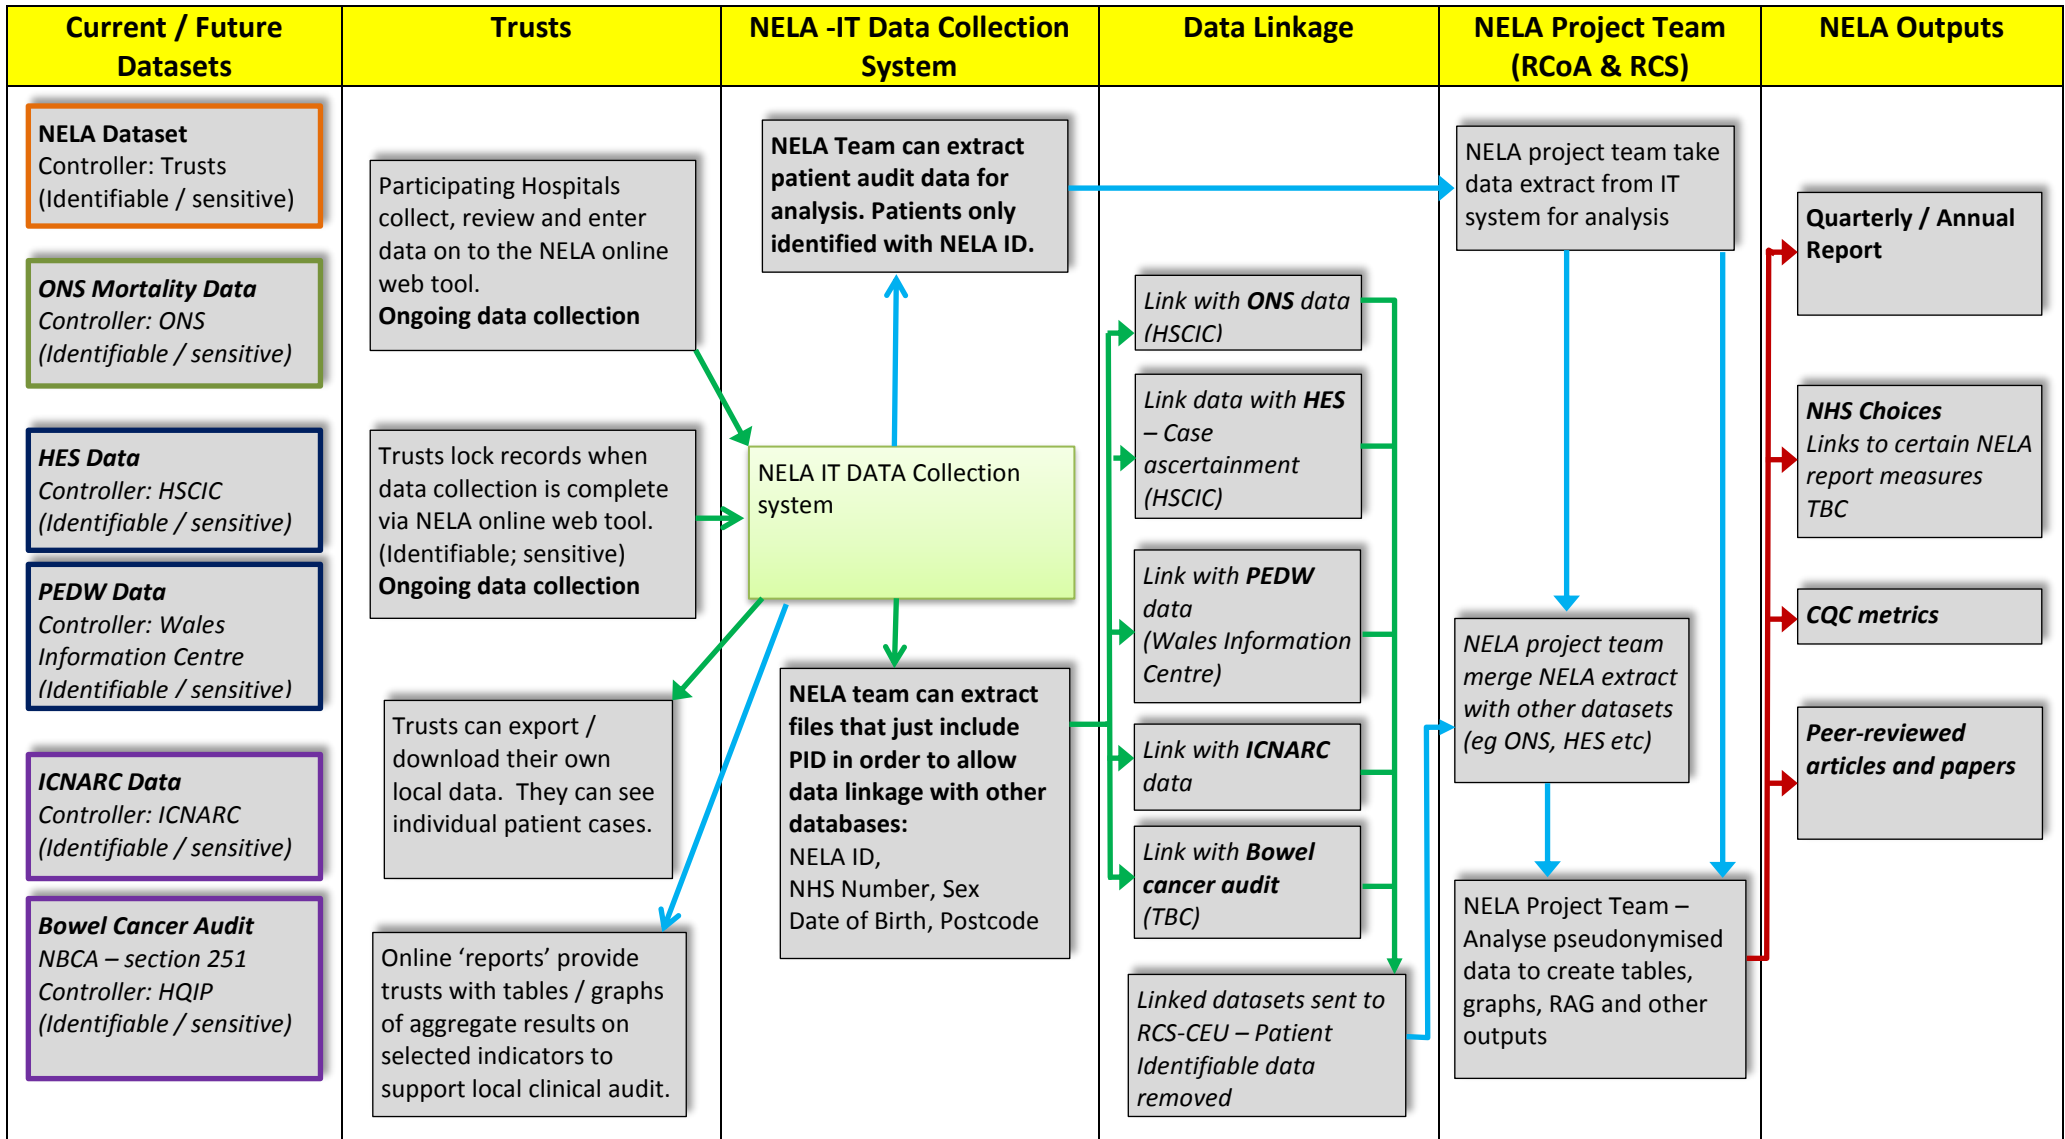 Current / Future
Datasets
Trusts
NELA -IT Data Collection
System
Data Linkage
NELA Project Team
(RCoA & RCS)
NELA Outputs
NELA Dataset
Controller: Trusts
(Identifiable / sensitive)
ONS Mortality Data
Controller: ONS
(Identifiable / sensitive)
HES Data
Controller: HSCIC
(Identifiable / sensitive)
PEDW Data
Controller: Wales
Information Centre
(Identifiable / sensitive)
ICNARC Data
Controller: ICNARC
(Identifiable / sensitive)
Bowel Cancer Audit
NBCA – section 251
Controller: HQIP
(Identifiable / sensitive)
Participating Hospitals
collect, review and enter
data on to the NELA online
web tool.
Ongoing data collection
Trusts lock records when
data collection is complete
via NELA online web tool.
(Identifiable; sensitive)
Ongoing data collection
Trusts can export /
download their own
local data. They can see
individual patient cases.
Online ‘reports’ provide
trusts with tables / graphs
of aggregate results on
selected indicators to
support local clinical audit.
NELA Team can extract
patient audit data for
analysis. Patients only
identified with NELA ID.
NELA IT DATA Collection
system
NELA team can extract
files that just include
PID in order to allow
data linkage with other
databases:
NELA ID,
NHS Number, Sex
Date of Birth, Postcode
Link with ONS data
(HSCIC)
Link data with HES
– Case
ascertainment
(HSCIC)
Link with PEDW
data
(Wales Information
Centre)
Link with ICNARC
data
Link with Bowel
cancer audit
(TBC)
Linked datasets sent to
RCS-CEU – Patient
Identifiable data
removed
NELA project team take
data extract from IT
system for analysis
NELA project team
merge NELA extract
with other datasets
(eg ONS, HES etc)
NELA Project Team –
Analyse pseudonymised
data to create tables,
graphs, RAG and other
outputs
Quarterly / Annual
Report
NHS Choices
Links to certain NELA
report measures
TBC
CQC metrics
Peer-reviewed
articles and papers